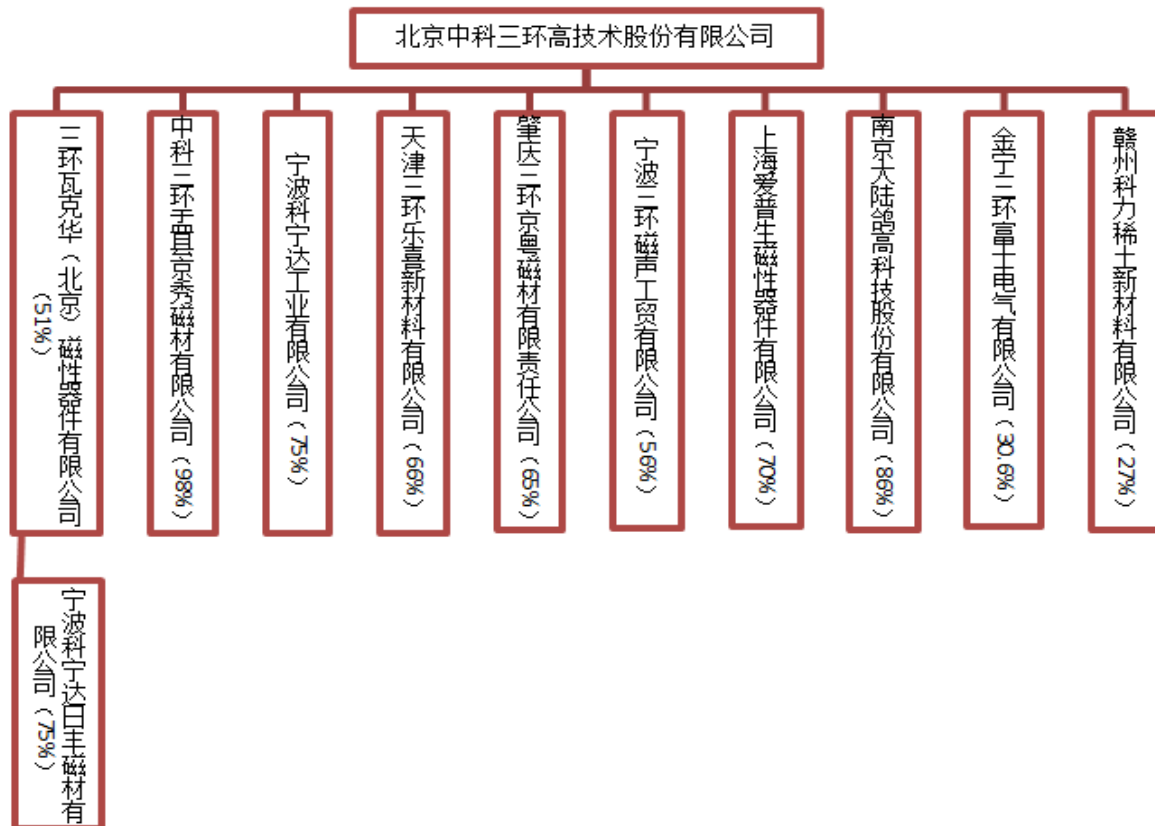 北京中科三环高技术股份有限公司
三环瓦克华（北京）磁性器件有限公司
（51%）
中科三环盂县京秀磁材有限公司（98%）
宁波科宁达工业有限公司（75%）
天津三环乐喜新材料有限公司（66%）
肇庆三环京粤磁材有限责任公司（65%）
宁波三环磁声工贸有限公司（56%）
上海爱普生磁性器件有限公司（70%）
南京大陆鸽高科技股份有限公司（86%）
金宁三环富士电气有限公司（30.6%）
赣州科力稀土新材料有限公司（27%）
宁波科宁达日丰磁材有
限公司（75%）